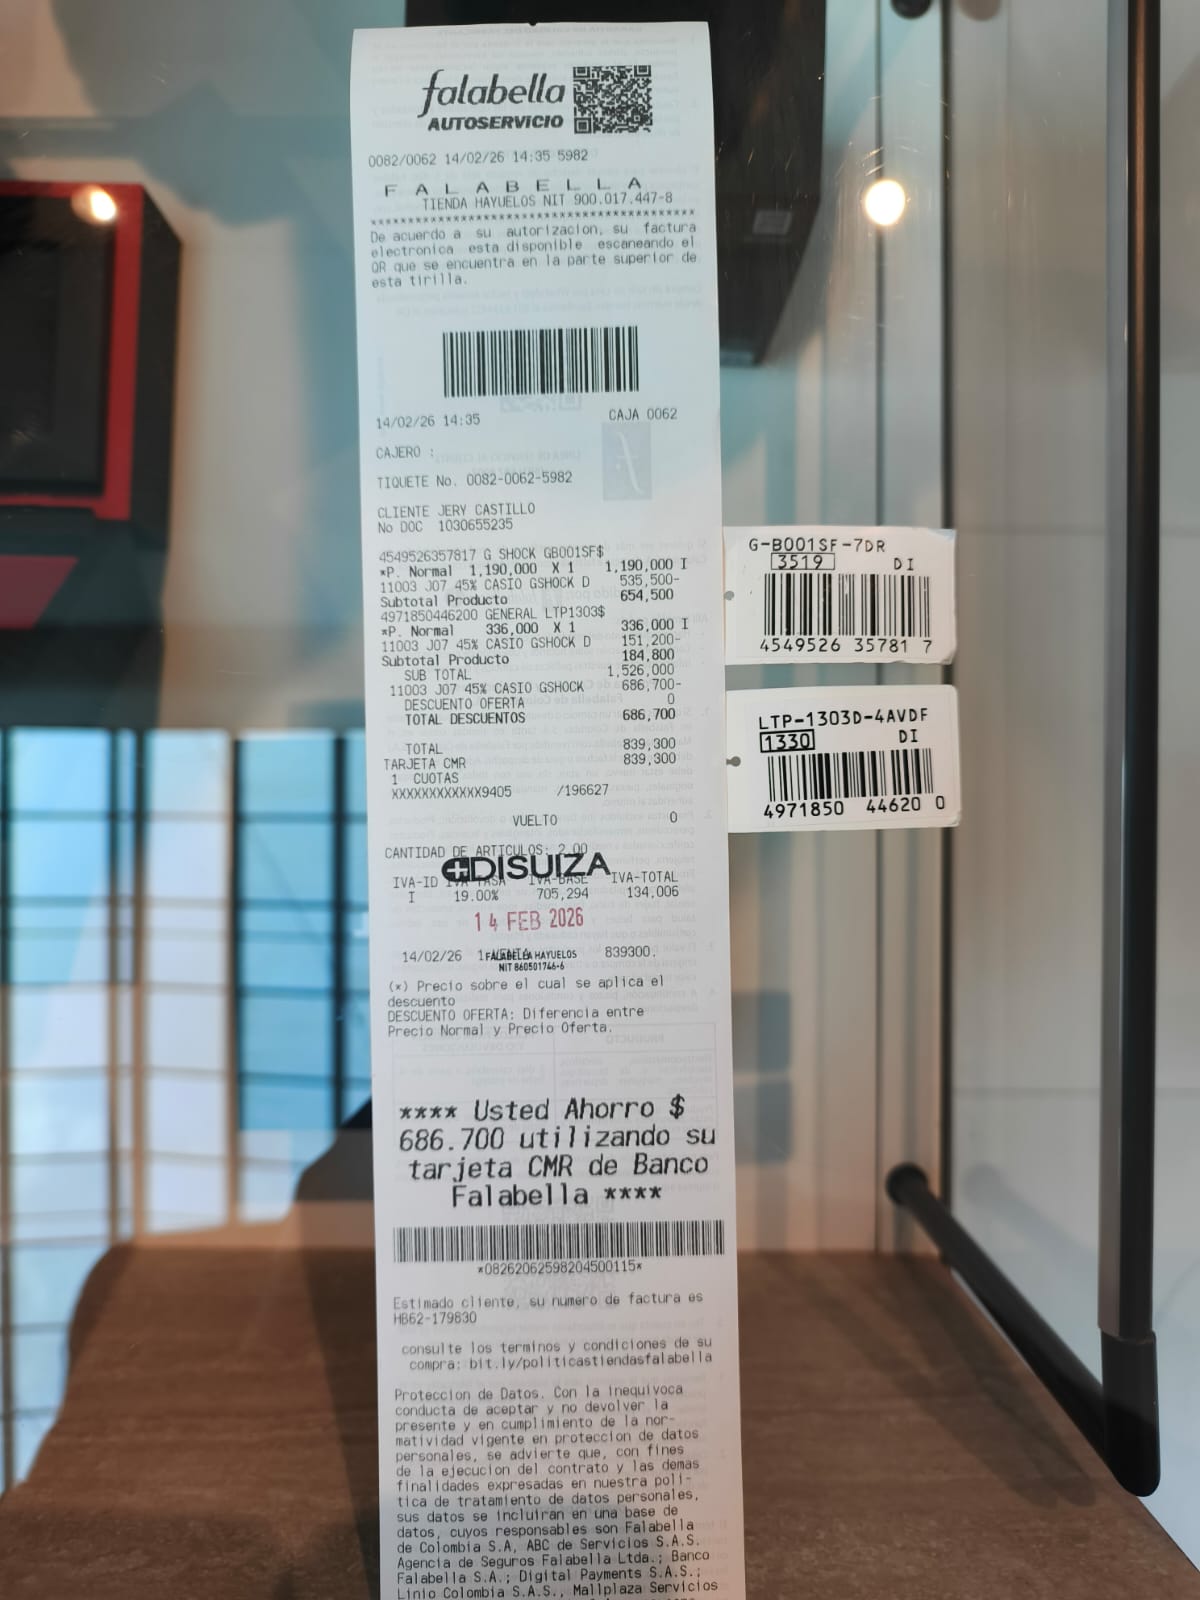 falabella
AUTOSERVICIO
0082/0062 14/02/26 14:35 5982
F A L A B E L L A
TIENDA HAYUELOS NIT 900.017.447-8
****************************************
De acuerdo a su autorizacion, su factura
electronica esta disponible escaneando el
QR que se encuentra en la parte superior de
esta tirilla.
14/02/26 14:35 CAJA 0062
CAJERO :
TIQUETE No. 0082-0062-5982
CLIENTE JERY CASTILLO
No DOC 1030655235
4549526357817 G SHOCK GB001SF$
*P. Normal 1,190,000 X 1 1,190,000 I
11003 J07 45% CASIO GSHOCK D 535,500-
Subtotal Producto 654,500
4971850446200 GENERAL LTP1303$
*P. Normal 336,000 X 1 336,000 I
11003 J07 45% CASIO GSHOCK D 151,200-
Subtotal Producto 184,800
SUB TOTAL 1,526,000
11003 J07 45% CASIO GSHOCK 686,700-
DESCUENTO OFERTA 0
TOTAL DESCUENTOS 686,700
TOTAL 839,300
TARJETA CMR 839,300
1 CUOTAS
XXXXXXXXXXXX9405 /196627
VUELTO 0
CANTIDAD DE ARTICULOS: 2.00
DISUIZA
IVA-ID IVA-TASA IVA-BASE IVA-TOTAL
I 19.00% 705,294 134,006
14 FEB 2026
14/02/26 839300.
FALABELLA HAYUELOS
NIT 860501746-6
(*) Precio sobre el cual se aplica el
descuento
DESCUENTO OFERTA: Diferencia entre
Precio Normal y Precio Oferta.
**** Usted Ahorro $
686.700 utilizando su
tarjeta CMR de Banco
Falabella ****
*08262062598204500115*
Estimado cliente, su numero de factura es
HB62-179830
consulte los terminos y condiciones de su
compra: bit.ly/politicastiendasfalabella
Proteccion de Datos. Con la inequivoca
conducta de aceptar y no devolver la
presente y en cumplimiento de la nor-
matividad vigente en proteccion de datos
personales, se advierte que, con fines
de la ejecucion del contrato y las demas
finalidades expresadas en nuestra poli-
tica de tratamiento de datos personales,
sus datos se incluiran en una base de
datos, cuyos responsables son Falabella
de Colombia S.A, ABC de Servicios S.A.S.
Agencia de Seguros Falabella Ltda.; Banco
Falabella S.A.; Digital Payments S.A.S.;
Linio Colombia S.A.S., Mallplaza Servicios
G-B001SF-7DR
3519 DI
4549526 35781 7
LTP-1303D-4AVDF
1330 DI
4971850 44620 0